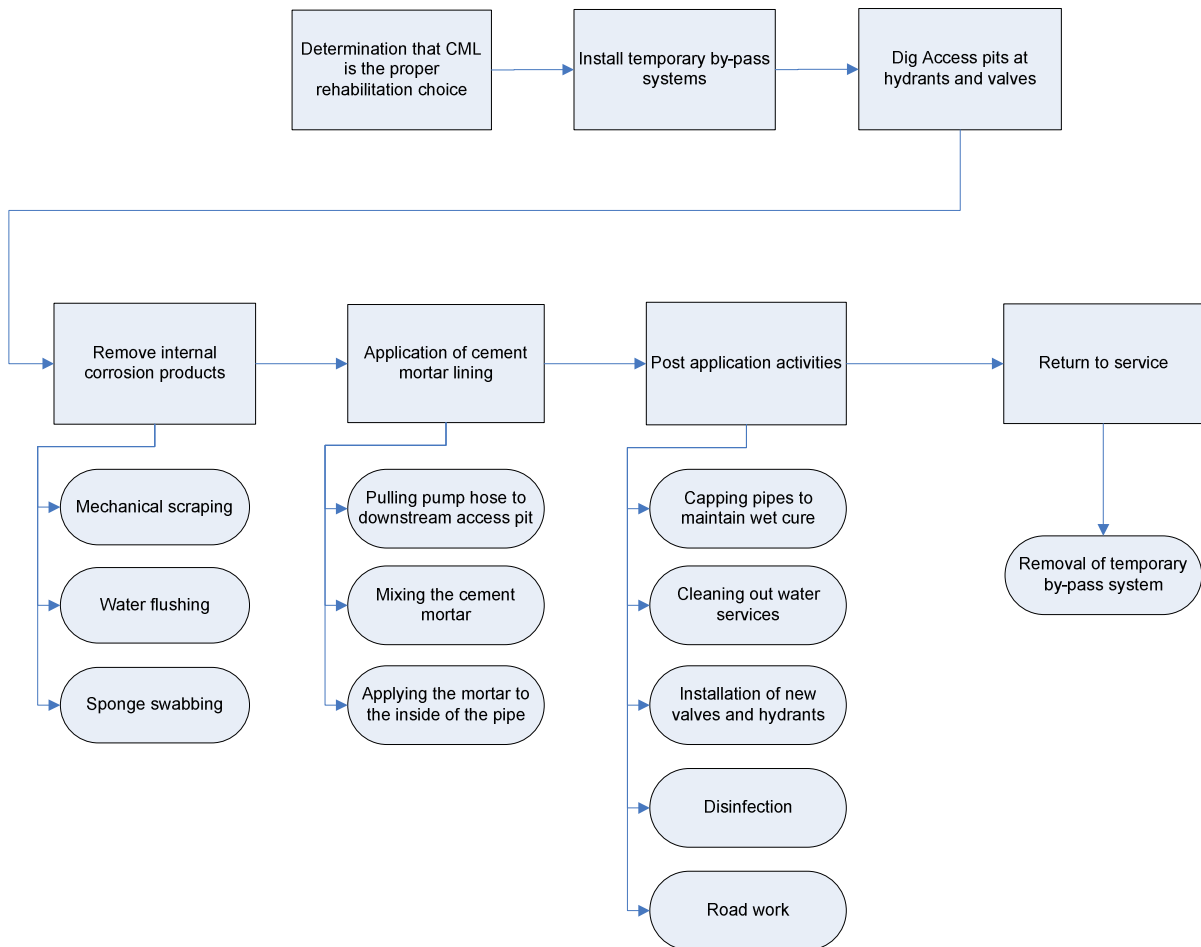 Determination that CML
is the proper
rehabilitation choice
Install temporary by-pass
systems
Dig Access pits at
hydrants and valves
Remove internal
corrosion products
Application of cement
mortar lining
Post application activities
Return to service
Mechanical scraping
Water flushing
Sponge swabbing
Pulling pump hose to
downstream access pit
Mixing the cement
mortar
Applying the mortar to
the inside of the pipe
Capping pipes to
maintain wet cure
Cleaning out water
services
Installation of new
valves and hydrants
Disinfection
Road work
Removal of temporary
by-pass system